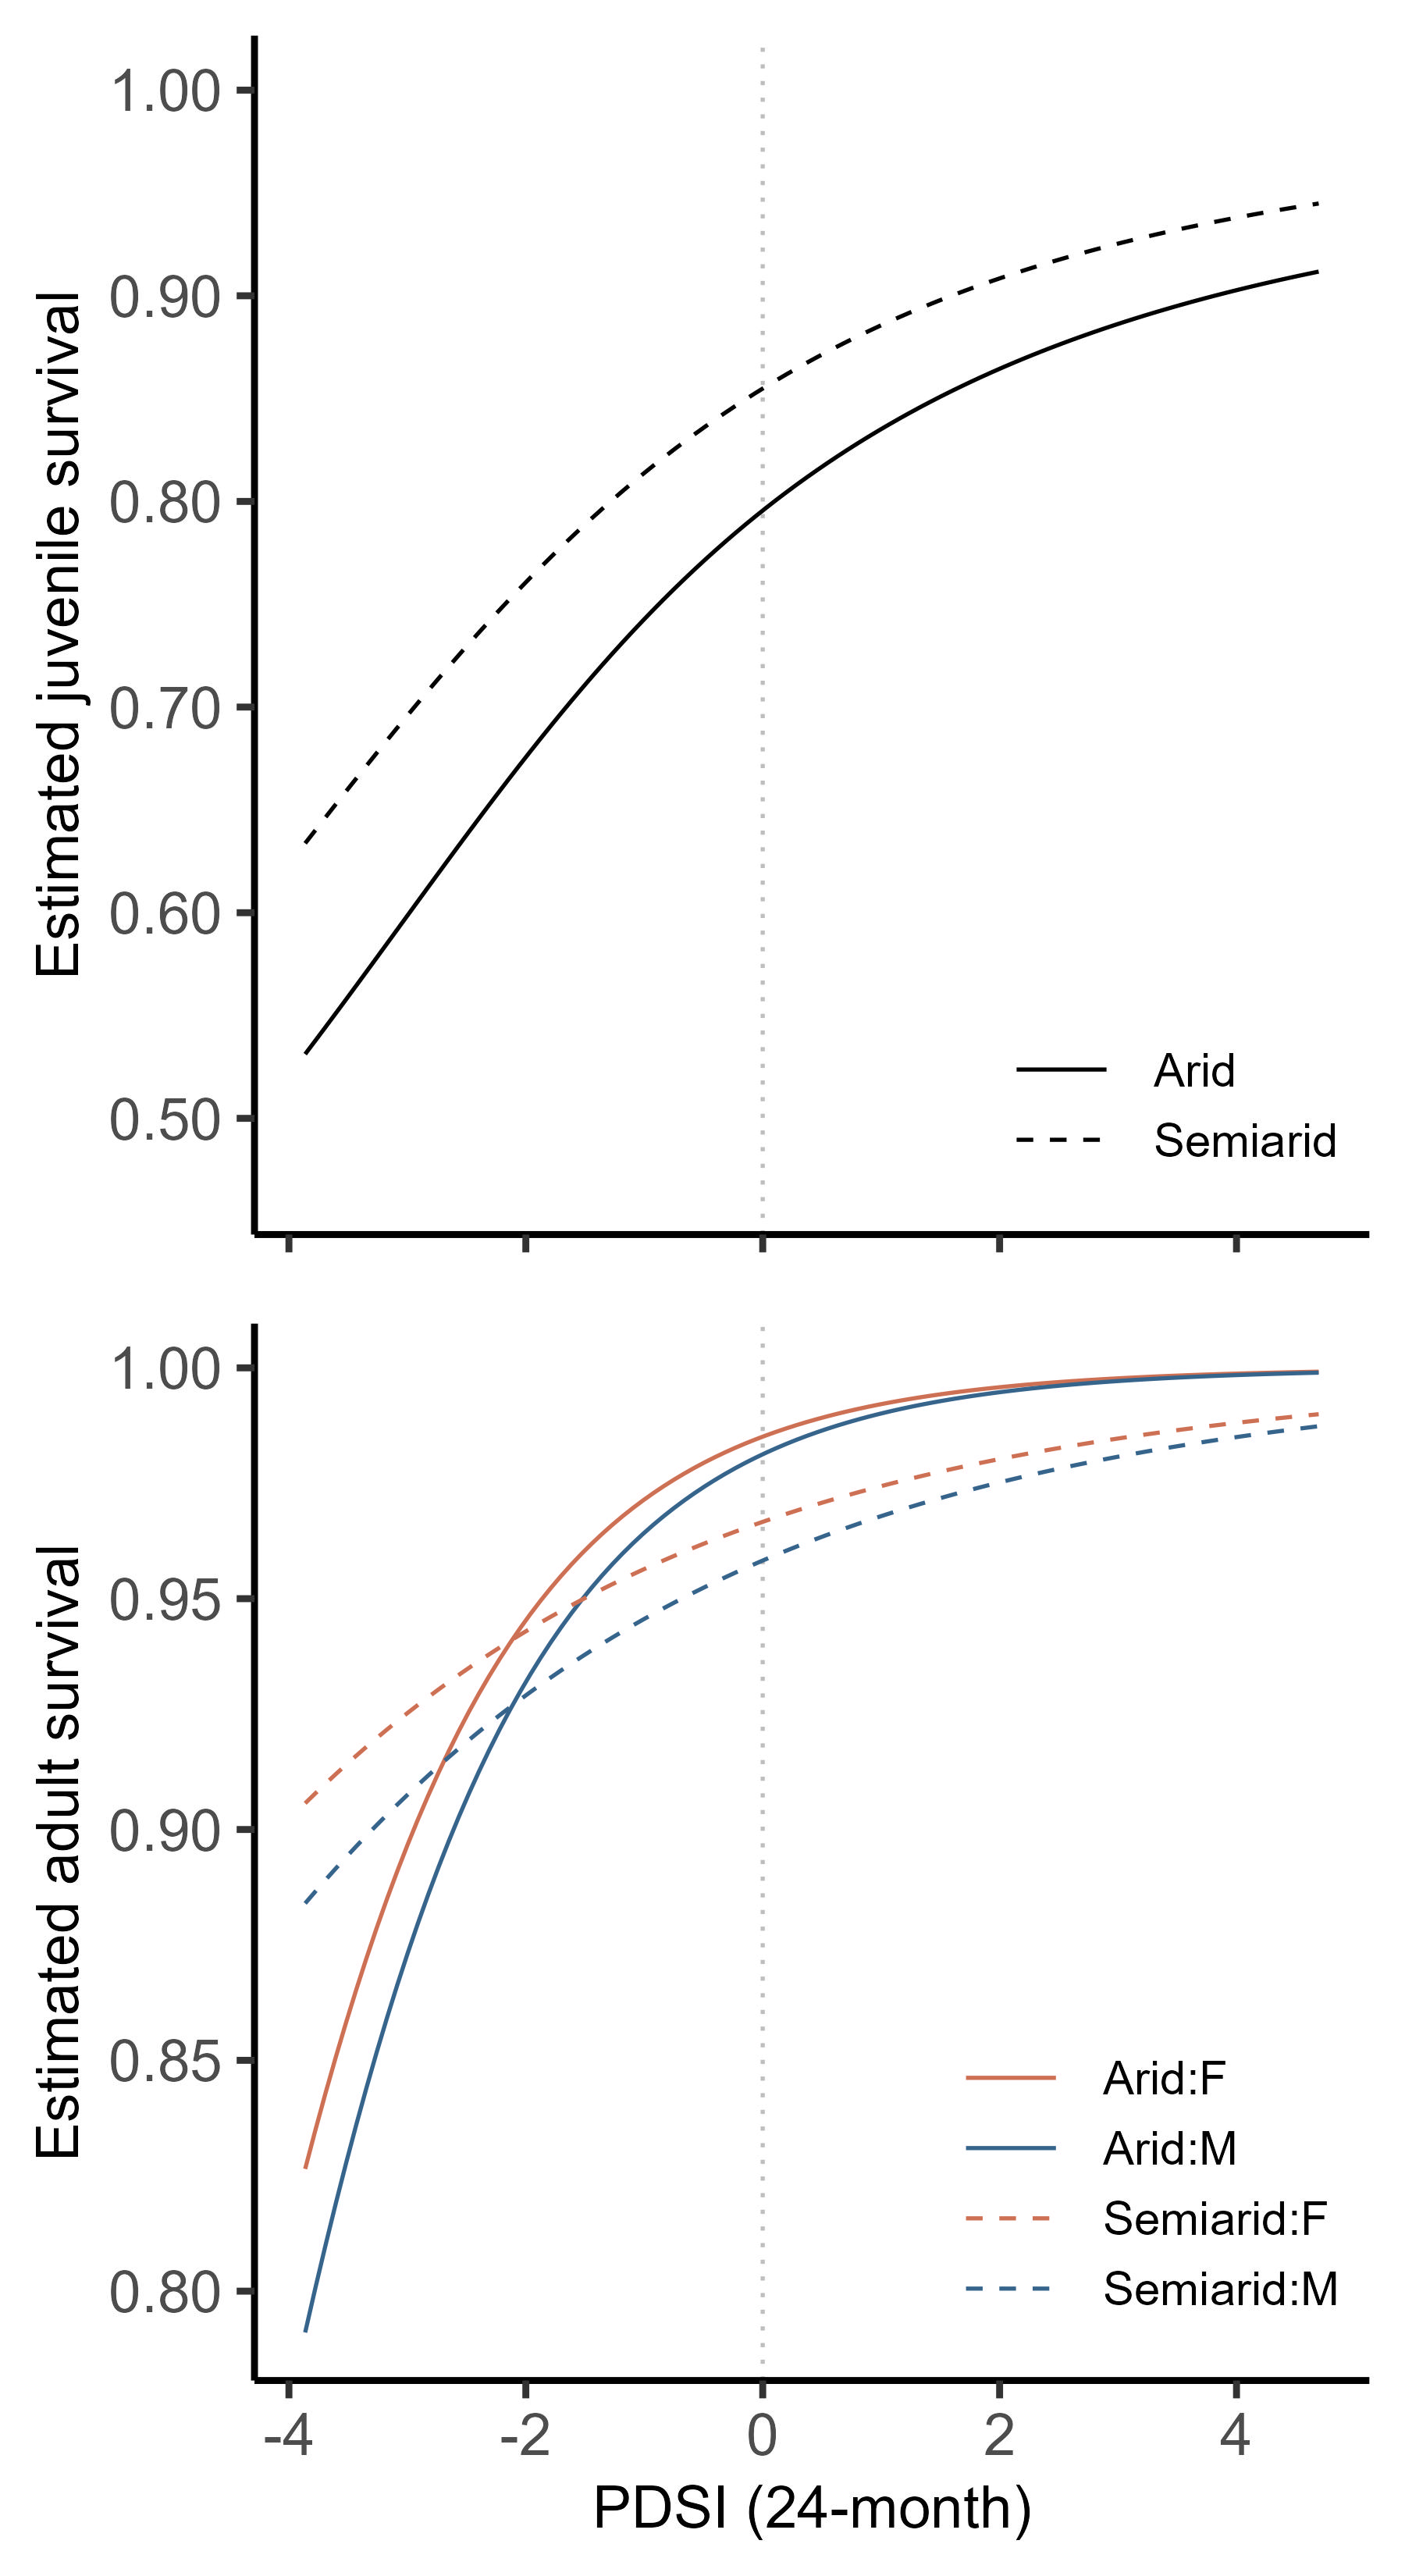 Estimated juvenile survival
1.00
0.90
0.80
0.70
0.60
0.50
Arid
Semiarid
Estimated adult survival
1.00
0.95
0.90
0.85
0.80
Arid:F
Arid:M
Semiarid:F
Semiarid:M
-4 -2 0 2 4
PDSI (24-month)